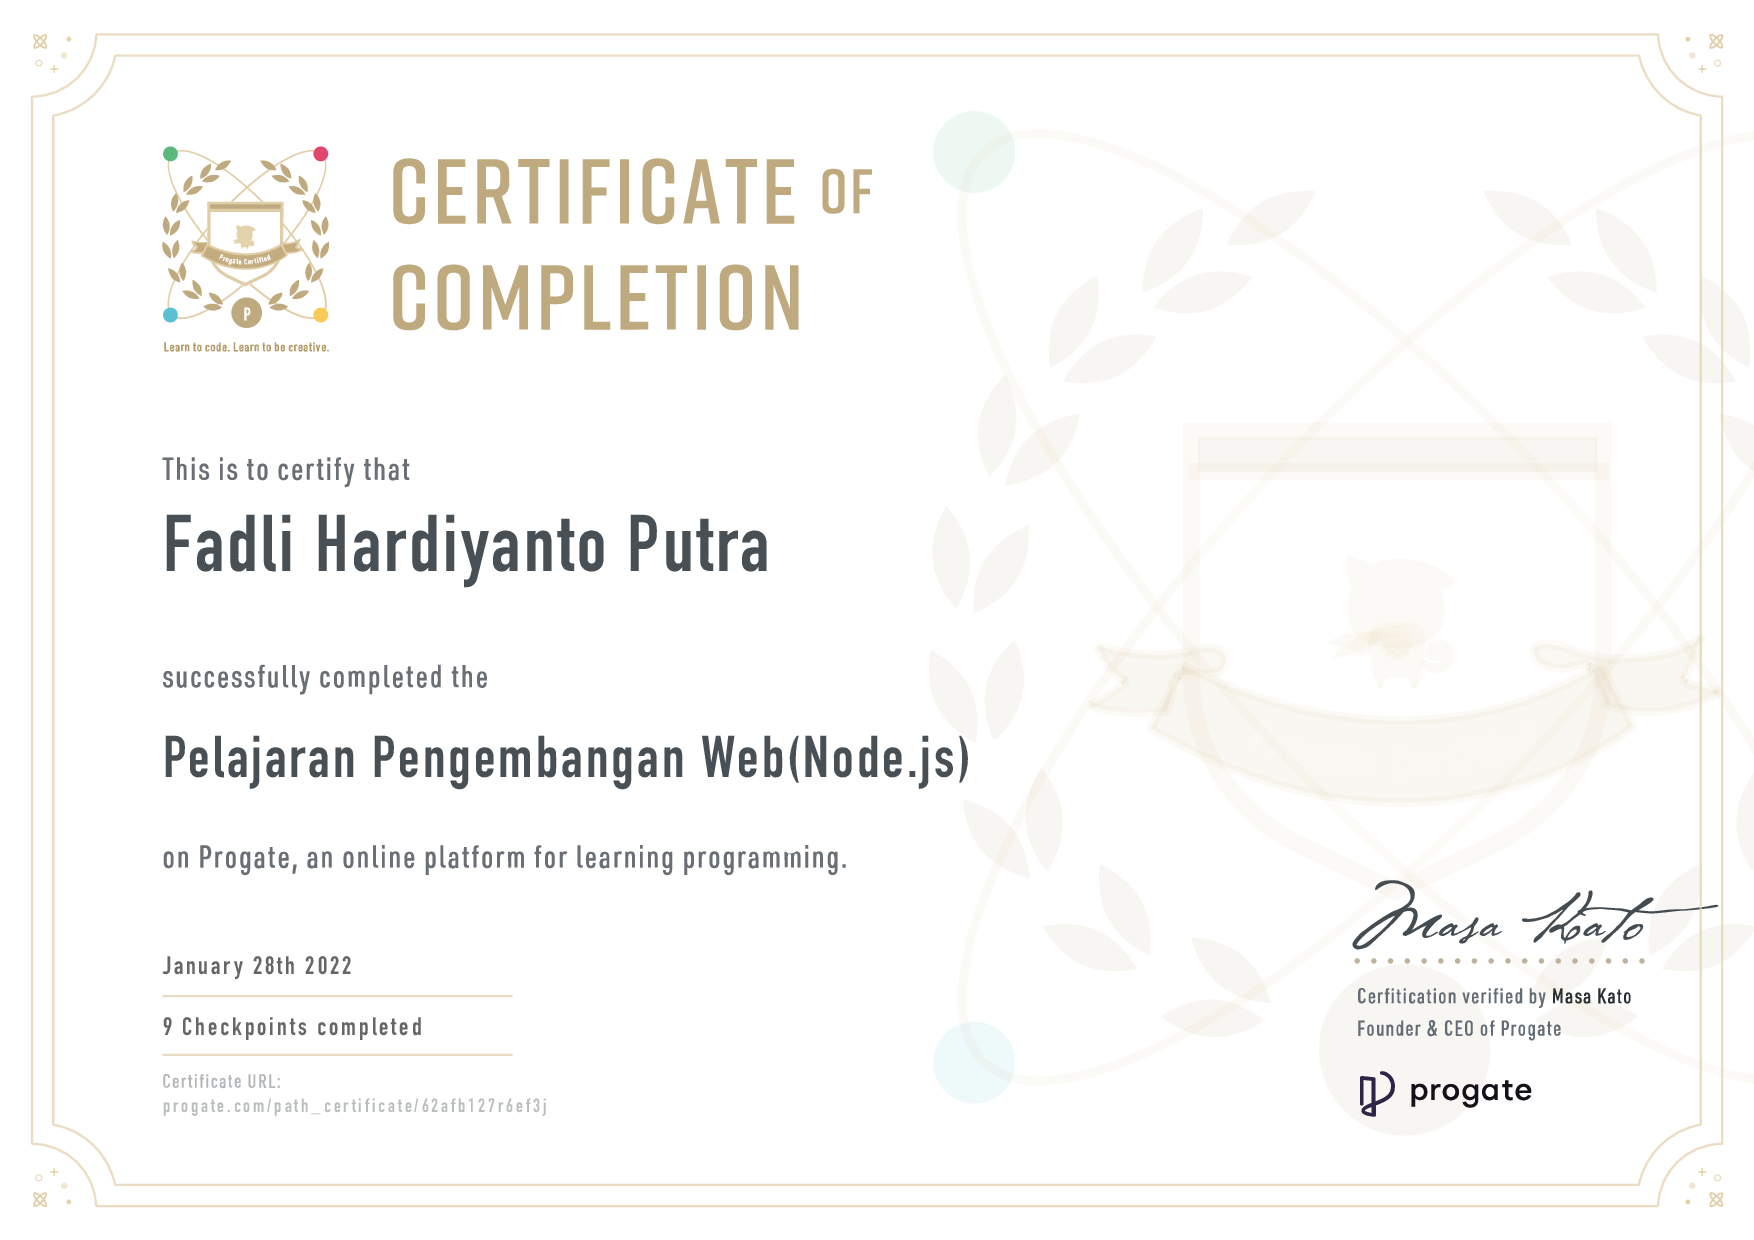 CERTIFICATE OF
COMPLETION
Progate Certified
P
Learn to code. Learn to be creative.
This is to certify that
Fadli Hardiyanto Putra
successfully completed the
Pelajaran Pengembangan Web(Node.js)
on Progate, an online platform for learning programming.
January 28th 2022
9 Checkpoints completed
Certificate URL:
progate.com/path_certificate/62afb127r6ef3j
Masa Kato
Cerfitication verified by Masa Kato
Founder & CEO of Progate
progate